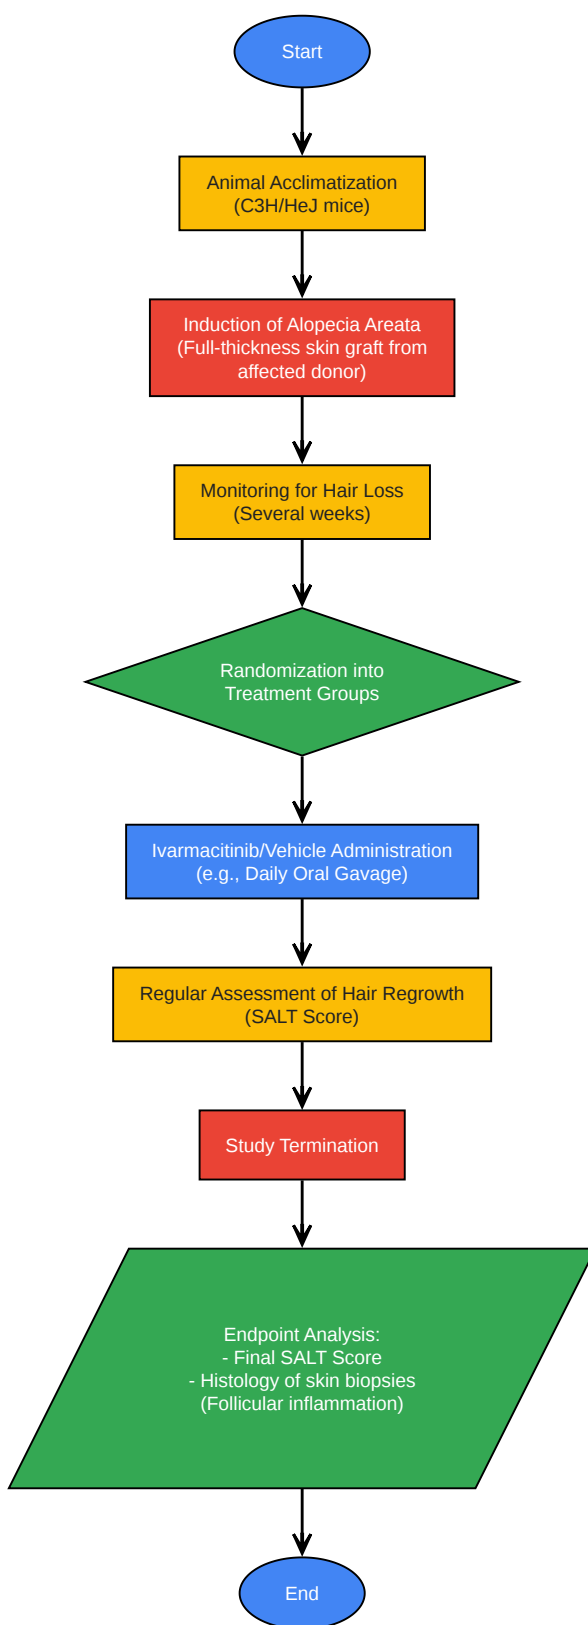 Start
Animal Acclimatization
(C3H/HeJ mice)
Induction of Alopecia Areata
(Full-thickness skin graft from
affected donor)
Monitoring for Hair Loss
(Several weeks)
Randomization into
Treatment Groups
Ivarmacitinib/Vehicle Administration
(e.g., Daily Oral Gavage)
Regular Assessment of Hair Regrowth
(SALT Score)
Study Termination
Endpoint Analysis:
- Final SALT Score
- Histology of skin biopsies
(Follicular inflammation)
End